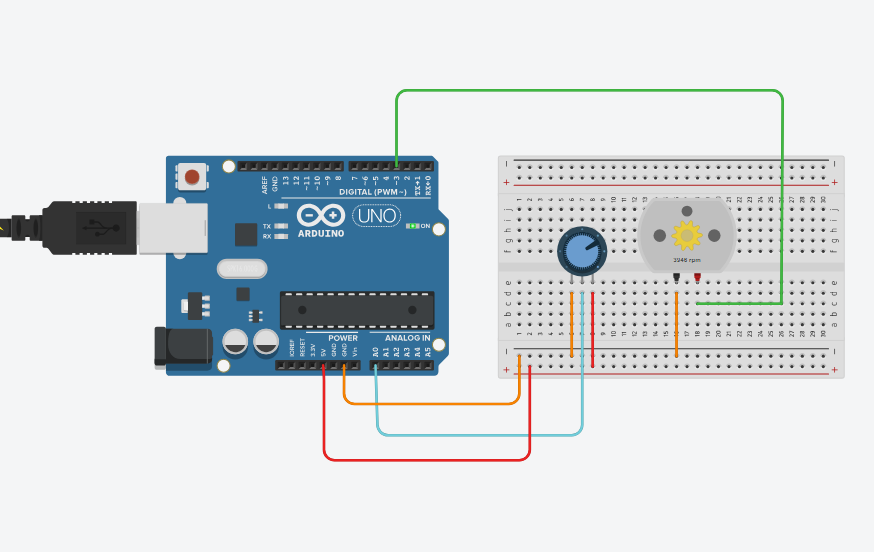 AREF
GND
13
12
~11
~10
~9
8
7
~6
~5
4
~3
2
TX→1
RX←0
DIGITAL (PWM~)
L
TX
RX
UNO
ON
ARDUINO
3948 rpm
POWER
ANALOG IN
IOREF
RESET
3.3V
5V
GND
GND
Vin
A0
A1
A2
A3
A4
A5
j
i
h
g
f
e
d
c
b
a